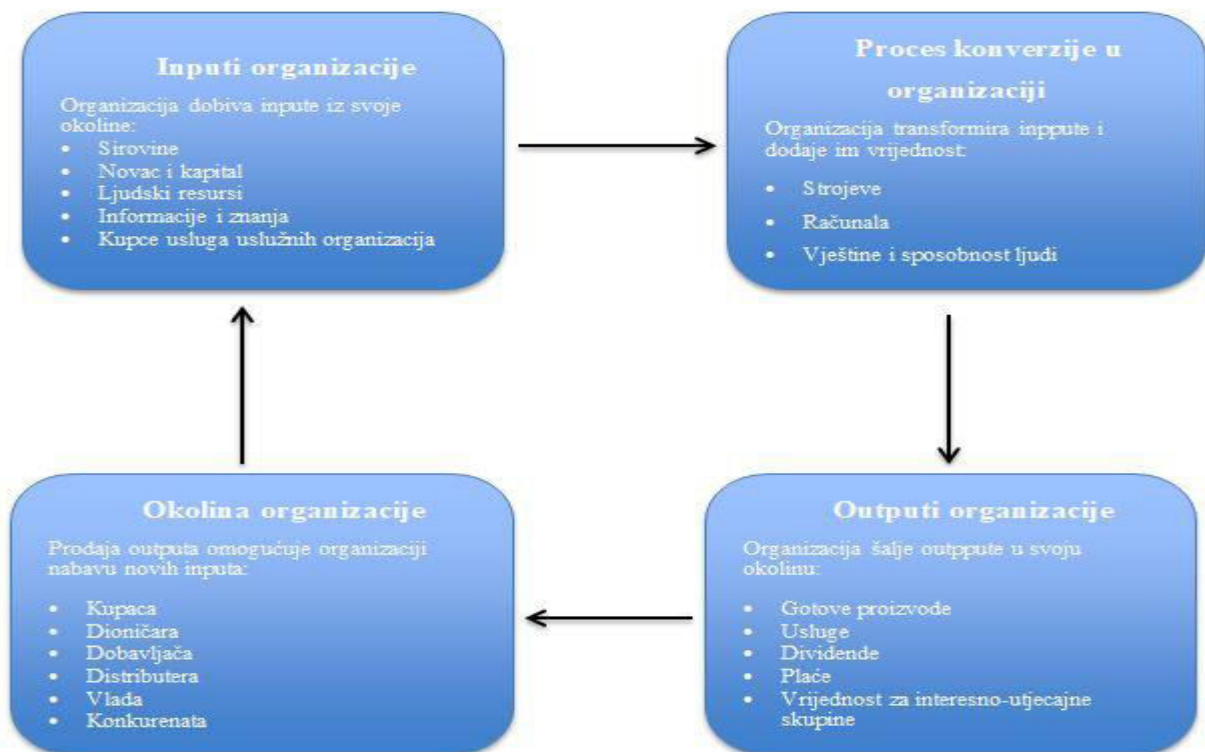 Inputi organizacije
Organizacija dobiva inpute iz svoje
okoline:
• Sirovine
• Novac i kapital
• Ljudski resursi
• Informacije i znanja
• Kupce usluga uslužnih organizacija
Proces konverzije u
organizaciji
Organizacija transformira inppute i
dodaje im vrijednost:
• Strojeve
• Računala
• Vještine i sposobnost ljudi
Outputi organizacije
Organizacija šalje outppute u svoju
okolinu:
• Gotove proizvode
• Usluge
• Dividende
• Plaće
• Vrijednost za interesno-utjecajne
skupine
Okolina organizacije
Prodaja outputa omogućuje organizaciji
nabavu novih inputa:
• Kupaca
• Dioničara
• Dobavljača
• Distributera
• Vlada
• Konkurenata